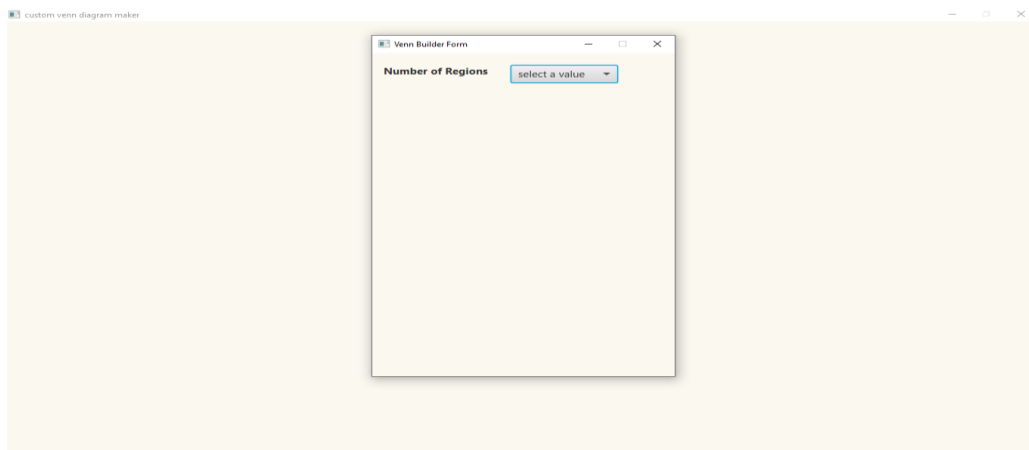 custom venn diagram maker
Venn Builder Form
Number of Regions
select a value